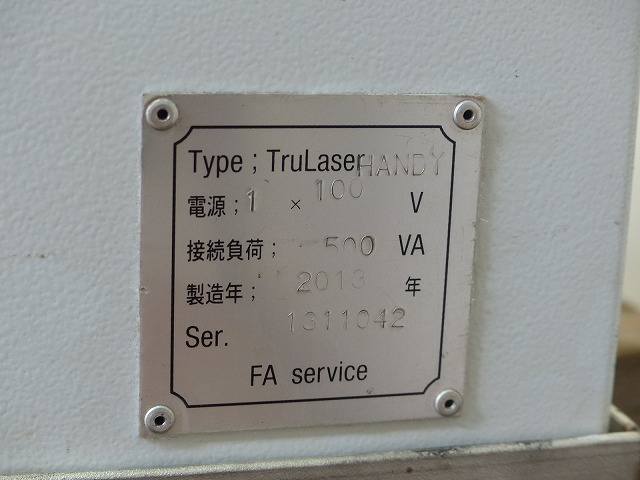 Type ; TruLaser HANDY
電源 ; 1 × 100 V
接続負荷 ; 500 VA
製造年 ; 2013 年
Ser. 1311042
FA service